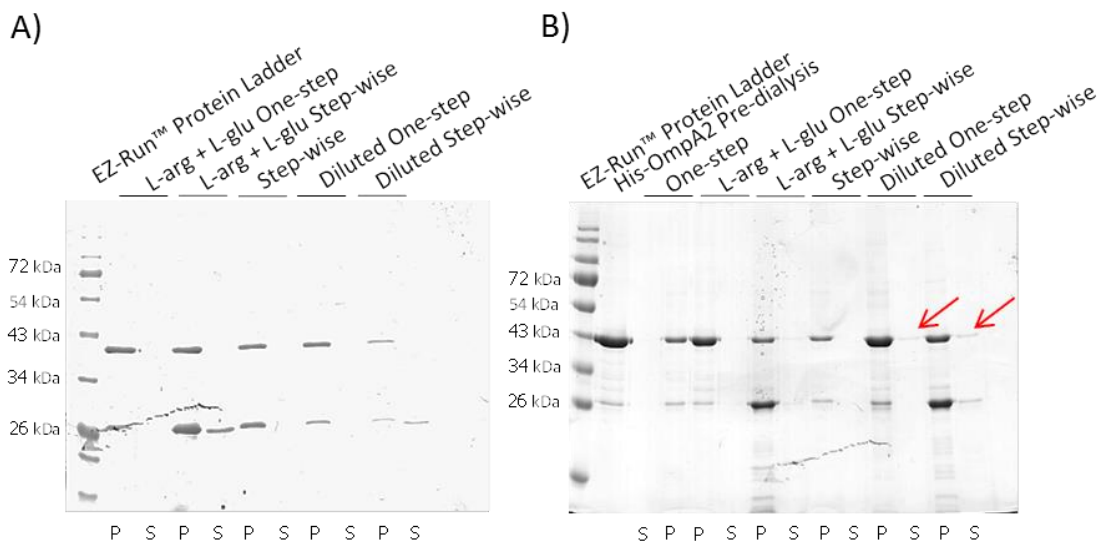 A)
EZ-Run™ Protein Ladder
L-arg + L-glu One-step
L-arg + L-glu Step-wise
Step-wise
Diluted One-step
Diluted Step-wise
72 kDa
54 kDa
43 kDa
34 kDa
26 kDa
P S P S P S P S P S
B)
EZ-Run™ Protein Ladder
His-OmpA2 Pre-dialysis
One-step
L-arg + L-glu One-step
L-arg + L-glu Step-wise
Step-wise
Diluted One-step
Diluted Step-wise
72 kDa
54 kDa
43 kDa
34 kDa
26 kDa
S P P S P S P S P S P S